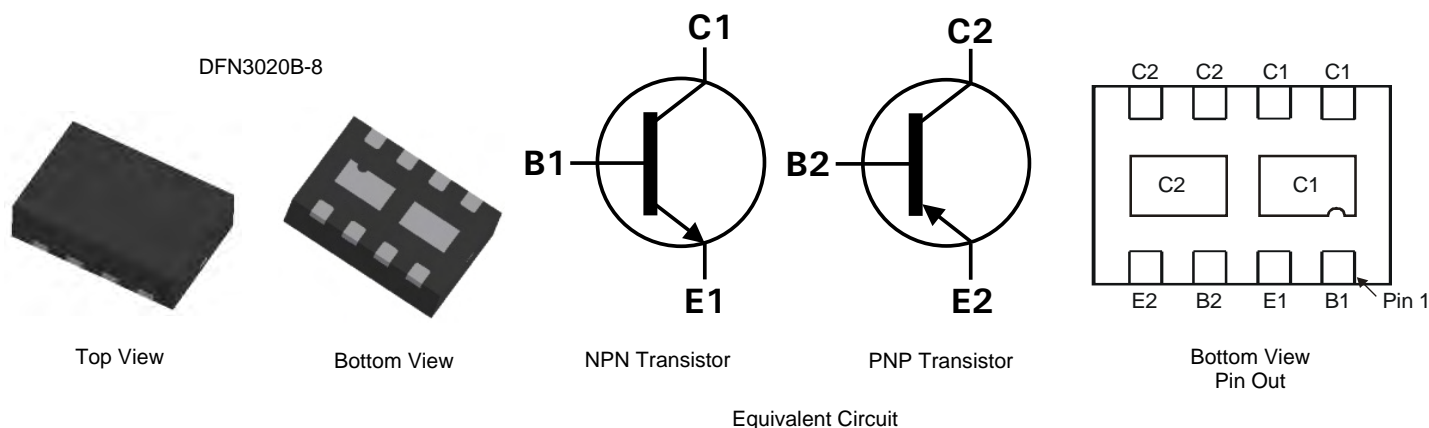 DFN3020B-8
Top View
Bottom View
C1
B1
E1
NPN Transistor
C2
B2
E2
PNP Transistor
Equivalent Circuit
C2 C2 C1 C1
C2 C1
E2 B2 E1 B1 Pin 1
Bottom View
Pin Out